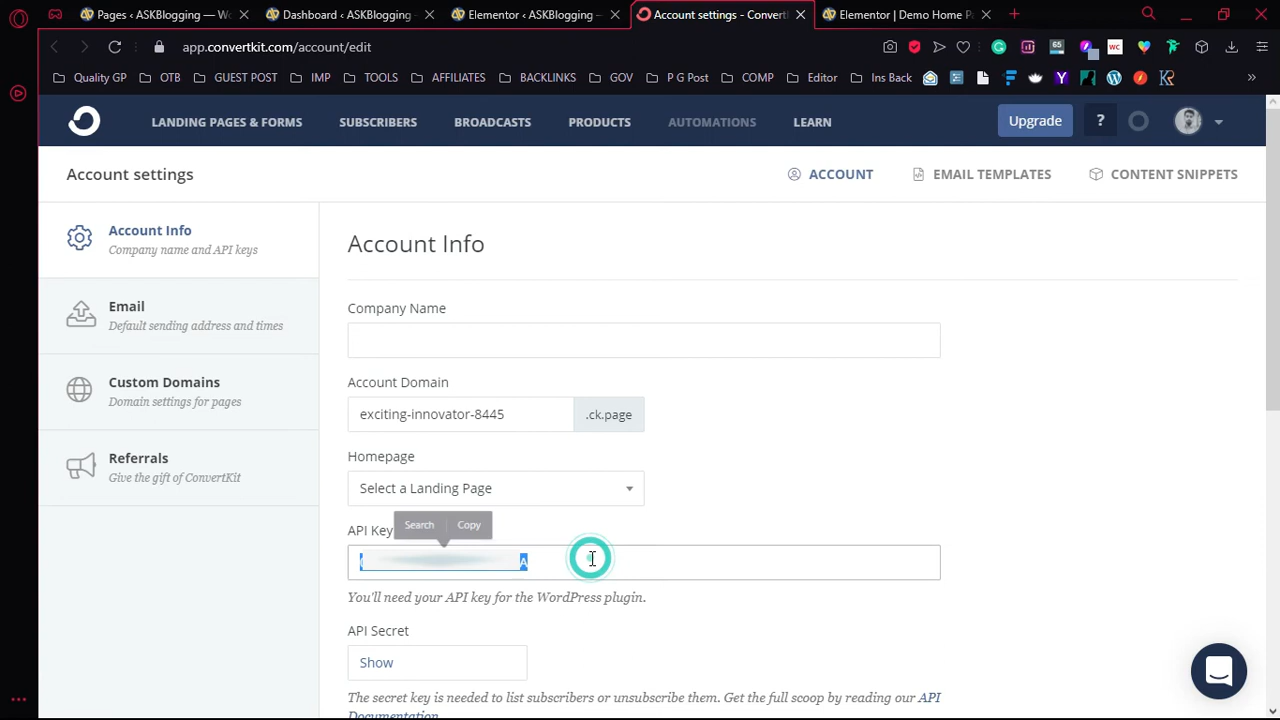 Pages ‹ ASKBlogging — W
Dashboard ‹ ASKBlogging -
Elementor ‹ ASKBlogging —
Account settings - Convert
Elementor | Demo Home Pa
app.convertkit.com/account/edit
65
WC
Quality GP
OTB
GUEST POST
IMP
TOOLS
AFFILIATES
BACKLINKS
GOV
P G Post
COMP
Editor
Ins Back
LANDING PAGES & FORMS
SUBSCRIBERS
BROADCASTS
PRODUCTS
AUTOMATIONS
LEARN
Upgrade
?
Account settings
ACCOUNT
EMAIL TEMPLATES
CONTENT SNIPPETS
Account Info
Company name and API keys
Email
Default sending address and times
Custom Domains
Domain settings for pages
Referrals
Give the gift of ConvertKit
Account Info
Company Name
Account Domain
exciting-innovator-8445
.ck.page
Homepage
Select a Landing Page
API Key
Search
Copy
A
You'll need your API key for the WordPress plugin.
API Secret
Show
The secret key is needed to list subscribers or unsubscribe them. Get the full scoop by reading our API
Documentation